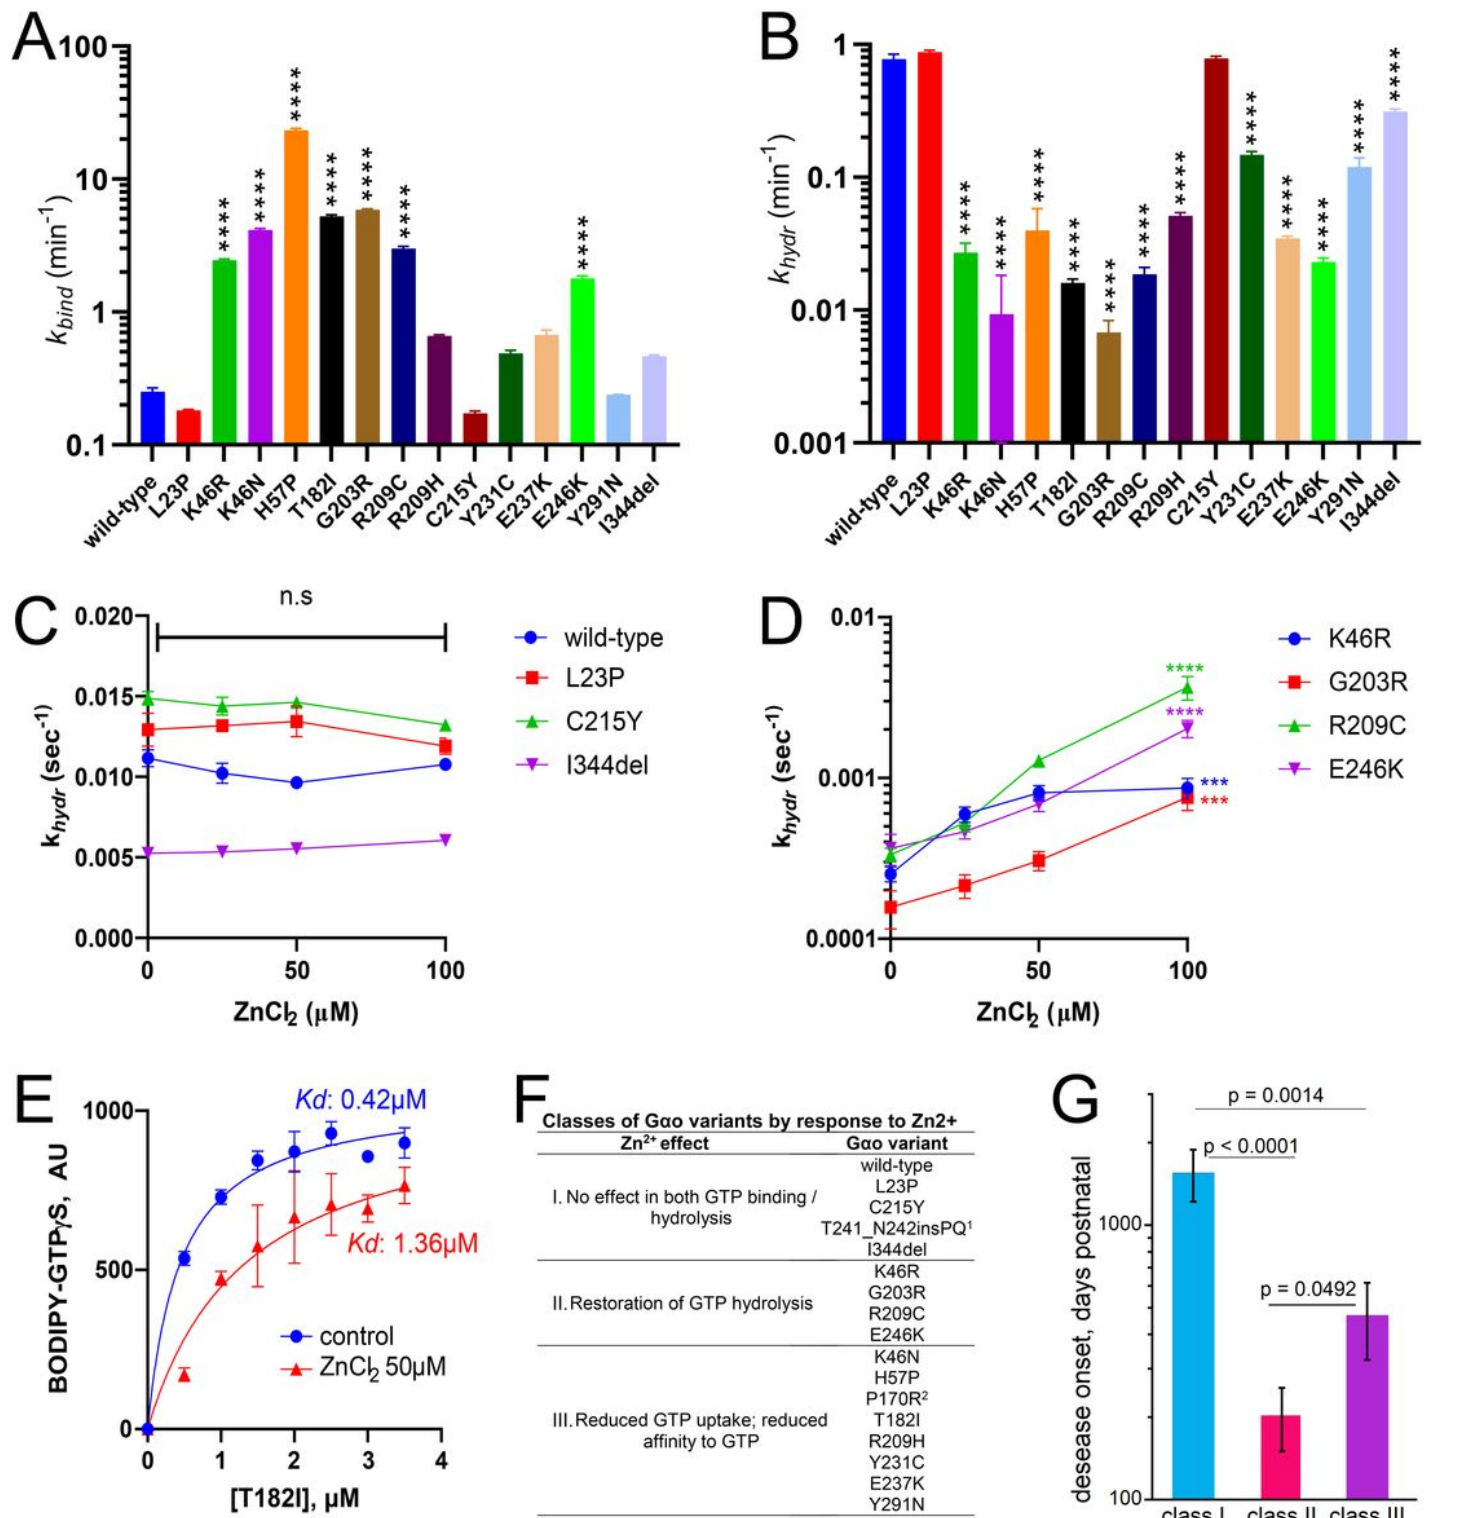 A
100
10
1
0.1
k_bind (min⁻¹)
****
****
****
****
****
****
****
wild-type
L23P
K46R
K46N
H57P
T182I
G203R
R209C
R209H
C215Y
Y231C
E237K
E246K
Y291N
I344del
B
1
0.1
0.01
0.001
k_hydr (min⁻¹)
****
****
****
****
****
****
****
****
****
****
****
****
wild-type
L23P
K46R
K46N
H57P
T182I
G203R
R209C
R209H
C215Y
Y231C
E237K
E246K
Y291N
I344del
C
n.s
0.020
0.015
0.010
0.005
0.000
k_hydr (sec⁻¹)
0 50 100
ZnCl₂ (µM)
wild-type
L23P
C215Y
I344del
D
0.01
0.001
0.0001
k_hydr (sec⁻¹)
****
****
***
***
0 50 100
ZnCl₂ (µM)
K46R
G203R
R209C
E246K
E
1000
500
0
BODIPY-GTPγS, AU
Kd: 0.42µM
Kd: 1.36µM
control
ZnCl₂ 50µM
0 1 2 3 4
[T182I], µM
F
Classes of Gαo variants by response to Zn2+
Zn²⁺ effect Gαo variant
I. No effect in both GTP binding /
hydrolysis
wild-type
L23P
C215Y
T241_N242insPQ¹
I344del
II. Restoration of GTP hydrolysis
K46R
G203R
R209C
E246K
III. Reduced GTP uptake; reduced
affinity to GTP
K46N
H57P
P170R²
T182I
R209H
Y231C
E237K
Y291N
G
p = 0.0014
p < 0.0001
p = 0.0492
1000
100
desease onset, days postnatal
class I class II class III